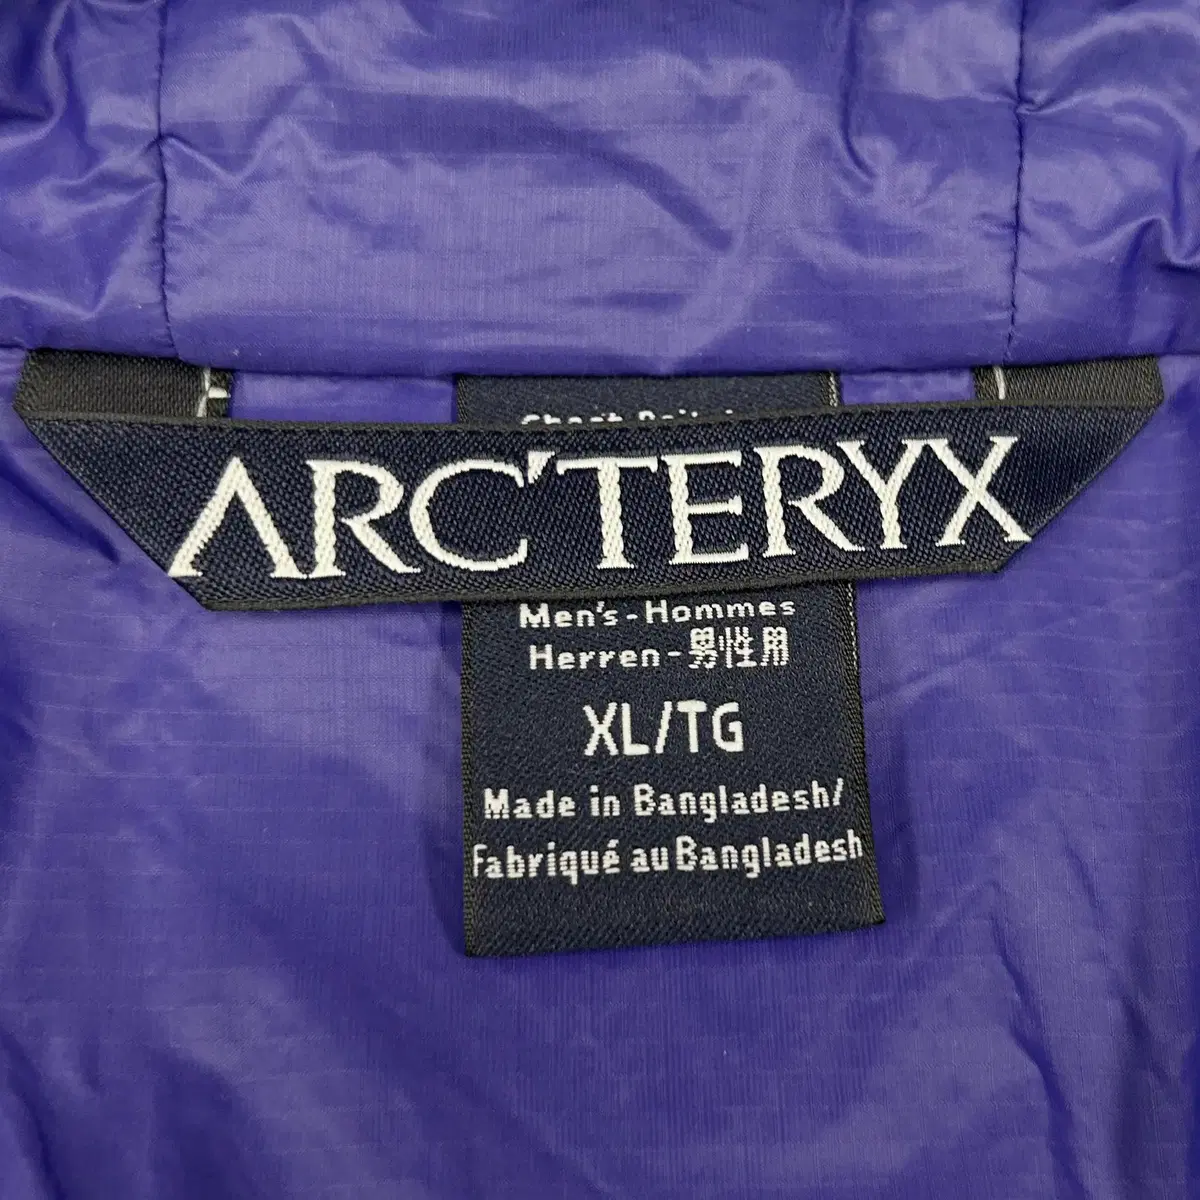 ARC'TERYX
Men's - Hommes
Herren - 男性用
XL/TG
Made in Bangladesh/
Fabriqué au Bangladesh